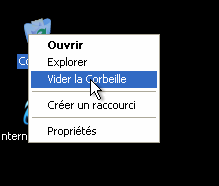 Ouvrir
Explorer
Vider la Corbeille
Créer un raccourci
Propriétés